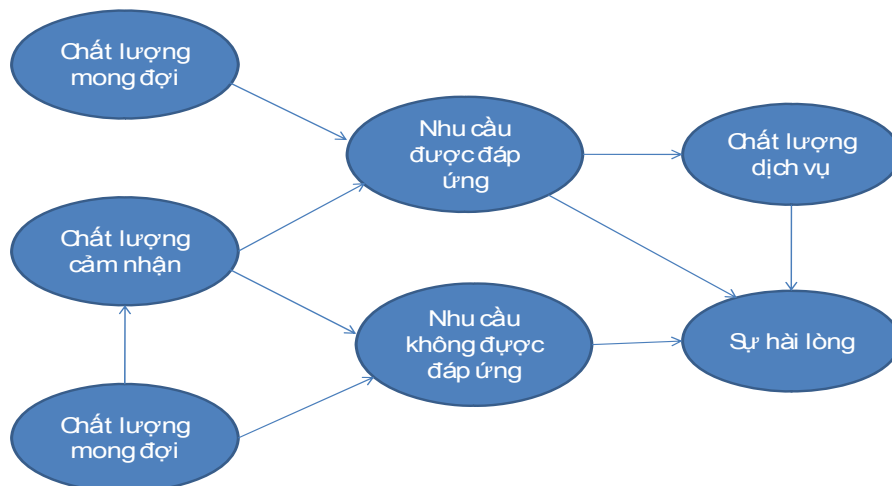 Chất lượng
mong đợi
Nhu cầu
được đáp
ứng
Chất lượng
dịch vụ
Chất lượng
cảm nhận
Nhu cầu
không đựợc
đáp ứng
Sự hài lòng
Chất lượng
mong đợi